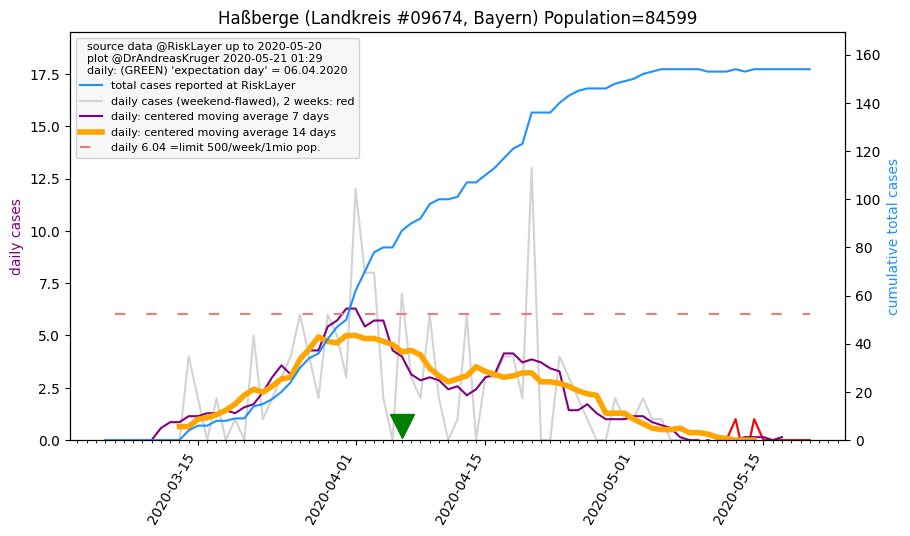 Haßberge (Landkreis #09674, Bayern) Population=84599
source data @RiskLayer up to 2020-05-20
plot @DrAndreasKruger 2020-05-21 01:29
daily: (GREEN) 'expectation day' = 06.04.2020
total cases reported at RiskLayer
daily cases (weekend-flawed), 2 weeks: red
daily: centered moving average 7 days
daily: centered moving average 14 days
daily 6.04 =limit 500/week/1mio pop.
daily cases
17.5
15.0
12.5
10.0
7.5
5.0
2.5
0.0
160
140
120
100
80
60
40
20
0
cumulative total cases
2020-03-15
2020-04-01
2020-04-15
2020-05-01
2020-05-15